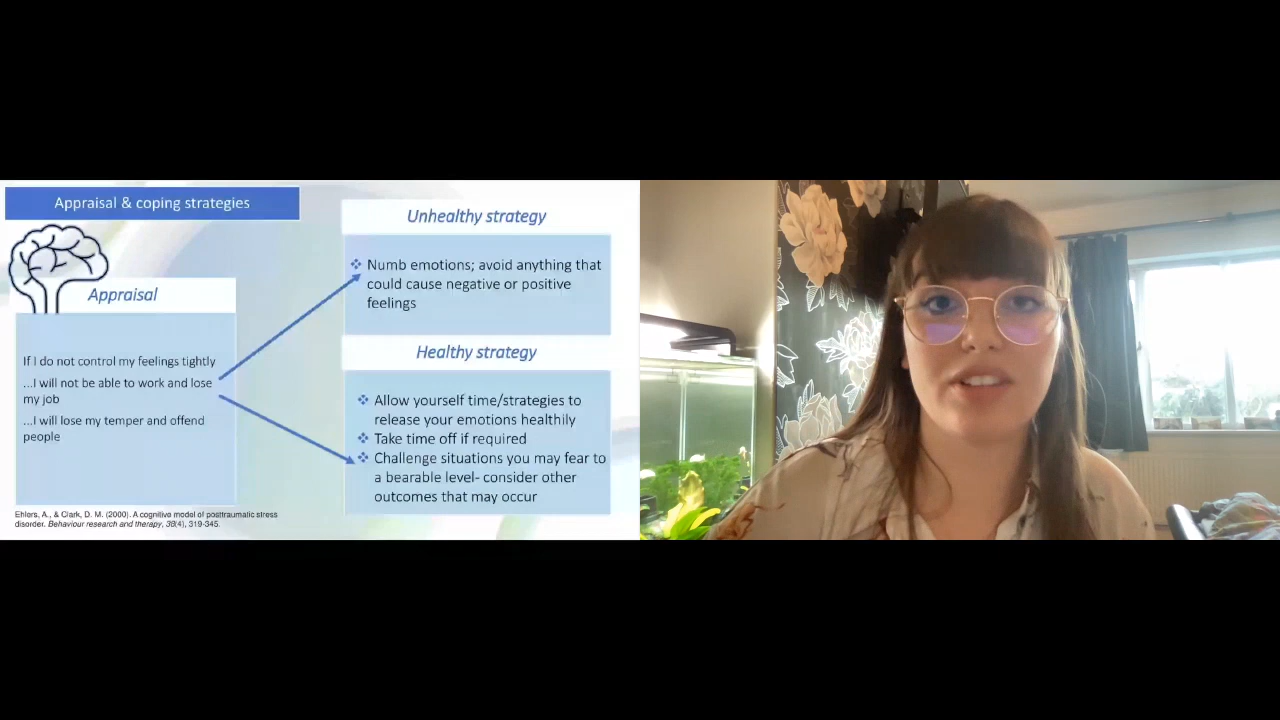 Appraisal & coping strategies
Appraisal
If I do not control my feelings tightly
...I will not be able to work and lose
my job
...I will lose my temper and offend
people
Unhealthy strategy
Numb emotions; avoid anything that
could cause negative or positive
feelings
Healthy strategy
Allow yourself time/strategies to
release your emotions healthily
Take time off if required
Challenge situations you may fear to
a bearable level- consider other
outcomes that may occur
Ehlers, A., & Clark, D. M. (2000). A cognitive model of posttraumatic stress
disorder. Behaviour research and therapy, 38(4), 319-345.